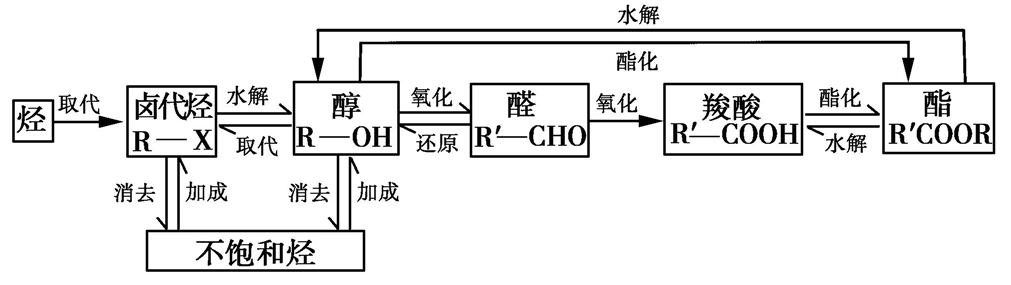 水解
酯化
烃
取代
卤代烃
R — X
水解
取代
醇
R — OH
氧化
还原
醛
R′—CHO
氧化
羧酸
R′—COOH
酯化
水解
酯
R′COOR
消去
加成
消去
加成
不饱和烃